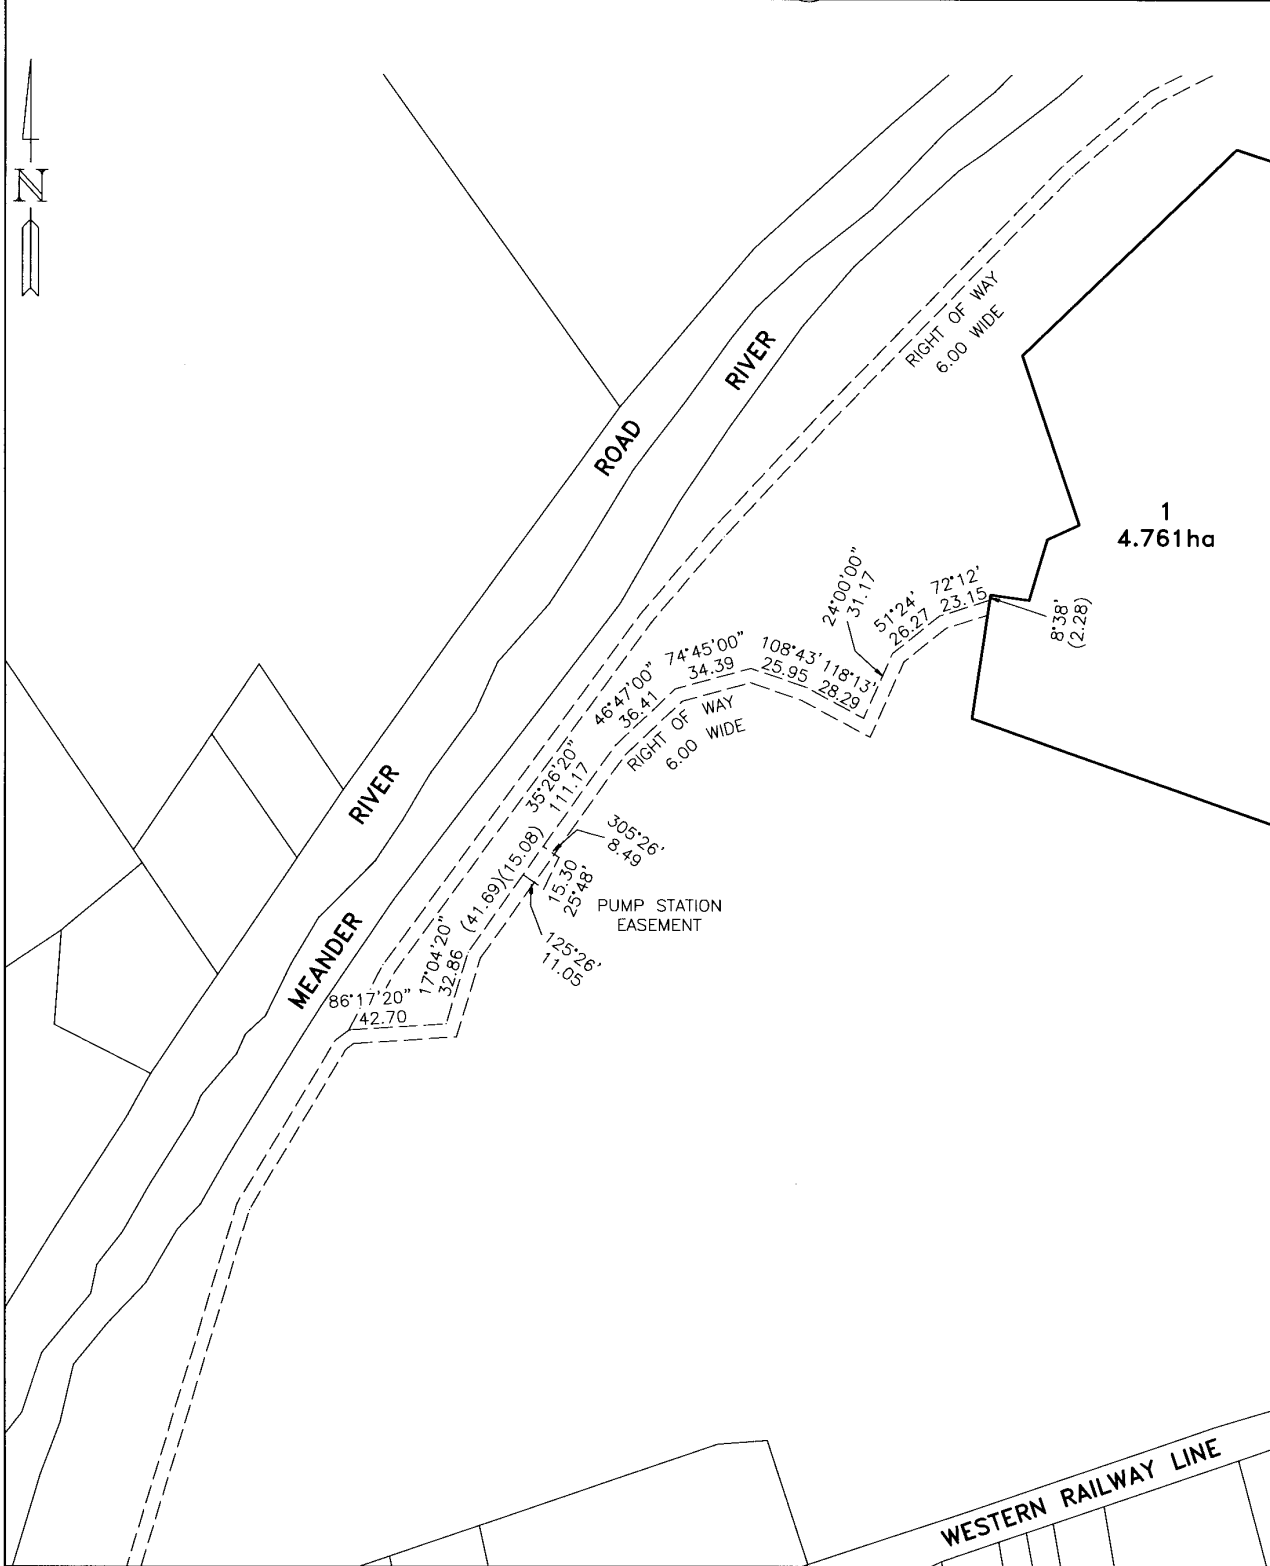 N
RIGHT OF WAY
6.00 WIDE
RIVER
ROAD
1
4.761ha
24°00'00"
31.17
51°24'
26.27
72°12'
23.15
8°38'
(2.28)
46°47'00"
36.41
74°45'00"
34.39
108°43'
25.95
118°13'
28.29
RIGHT OF WAY
6.00 WIDE
35°26'20"
111.17
RIVER
305°26'
8.49
(41.69)(15.08)
15.30
25°48'
PUMP STATION
EASEMENT
125°26'
11.05
17°04'20"
32.86
MEANDER
86°17'20"
42.70
WESTERN RAILWAY LINE